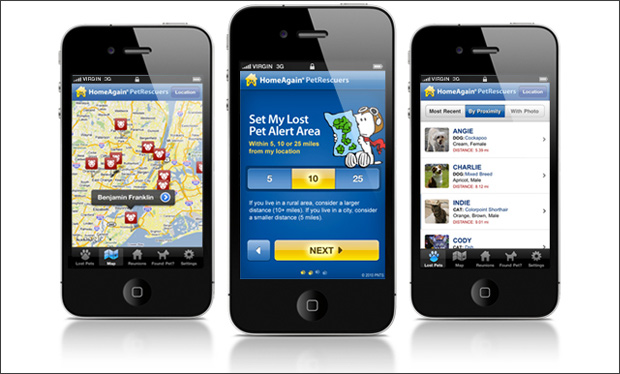 VIRGIN 3G
HomeAgain® PetRescuers
Location
Benjamin Franklin
Lost Pets
Map
Reunions
Found Pet?
Settings
VIRGIN 3G
HomeAgain® PetRescuers
Set My Lost
Pet Alert Area
Within 5, 10 or 25 miles
from my location
5
10
25
If you live in a rural area, consider a larger
distance (10+ miles). If you live in a city, consider
a smaller distance (5 miles).
NEXT
© 2010 PNTS
VIRGIN 3G
HomeAgain® PetRescuers
Location
Most Recent
By Proximity
With Photo
ANGIE
DOG: Cockapoo
Cream, Female
DISTANCE: 5.39 mi
CHARLIE
DOG: Mixed Breed
Apricot, Male
DISTANCE: 8.12 mi
INDIE
CAT: Colorpoint Shorthair
Orange, Brown, Male
DISTANCE: 9.01 mi
CODY
Lost Pets
Map
Reunions
Found Pet?
Settings